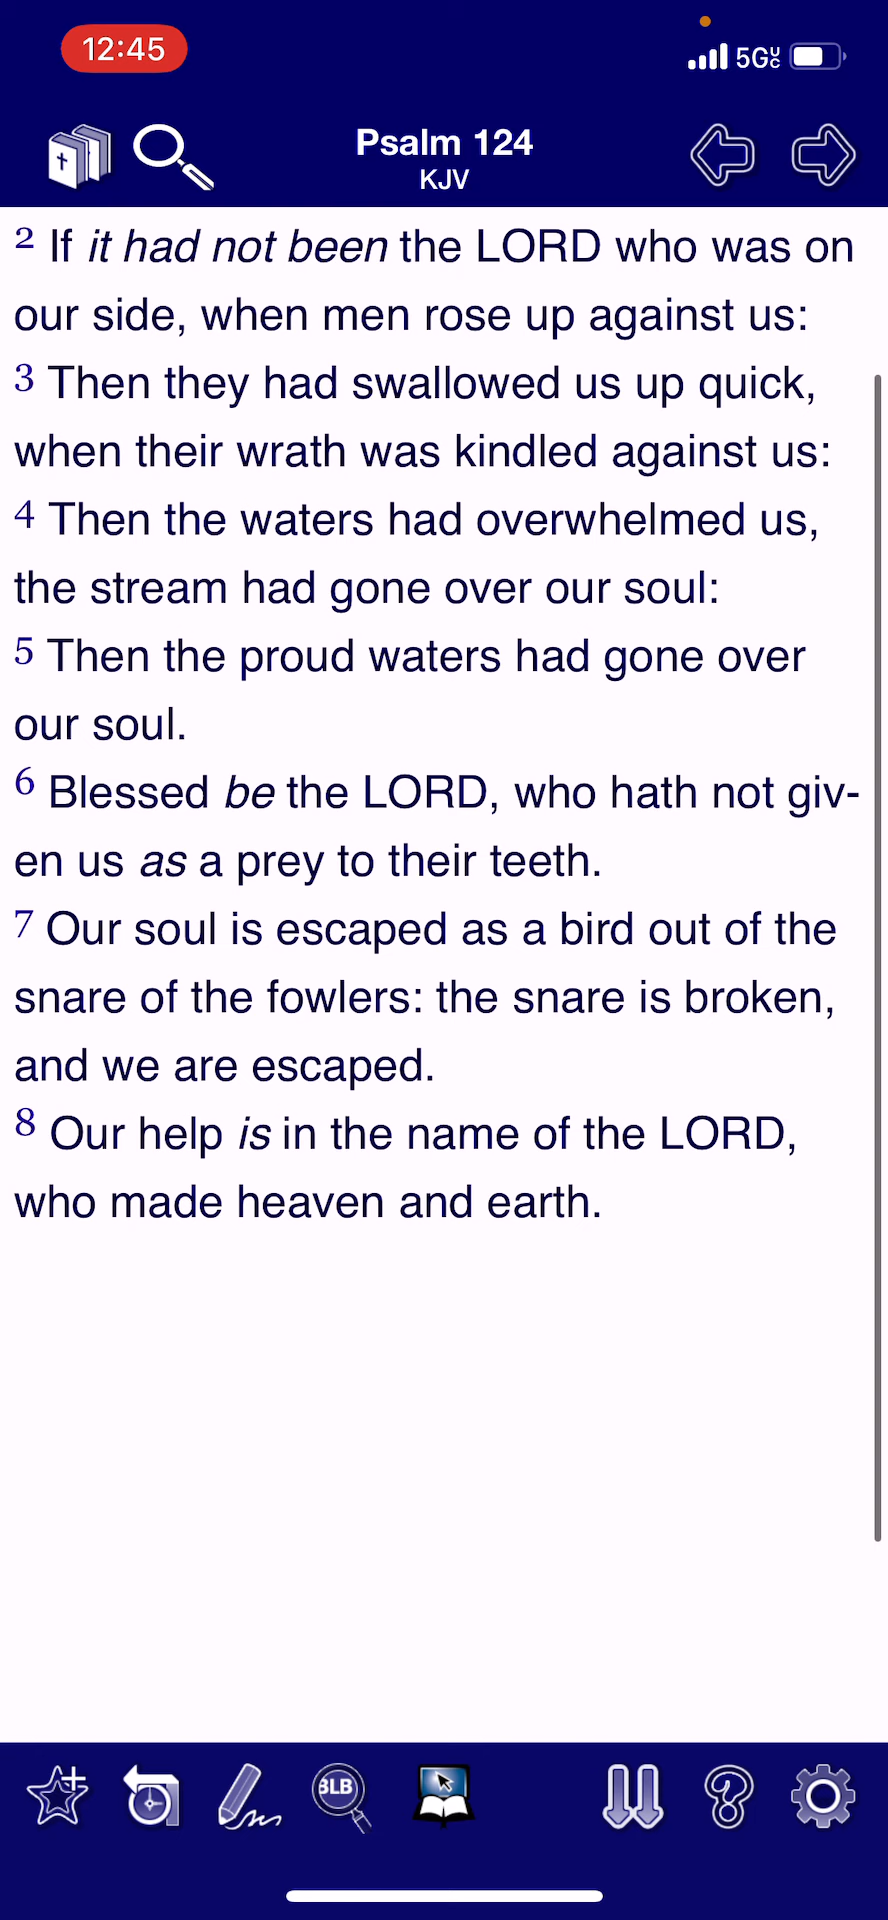 12:45
5G UC
Psalm 124
KJV
2 If it had not been the LORD who was on
our side, when men rose up against us:
3 Then they had swallowed us up quick,
when their wrath was kindled against us:
4 Then the waters had overwhelmed us,
the stream had gone over our soul:
5 Then the proud waters had gone over
our soul.
6 Blessed be the LORD, who hath not giv-
en us as a prey to their teeth.
7 Our soul is escaped as a bird out of the
snare of the fowlers: the snare is broken,
and we are escaped.
8 Our help is in the name of the LORD,
who made heaven and earth.
BLB